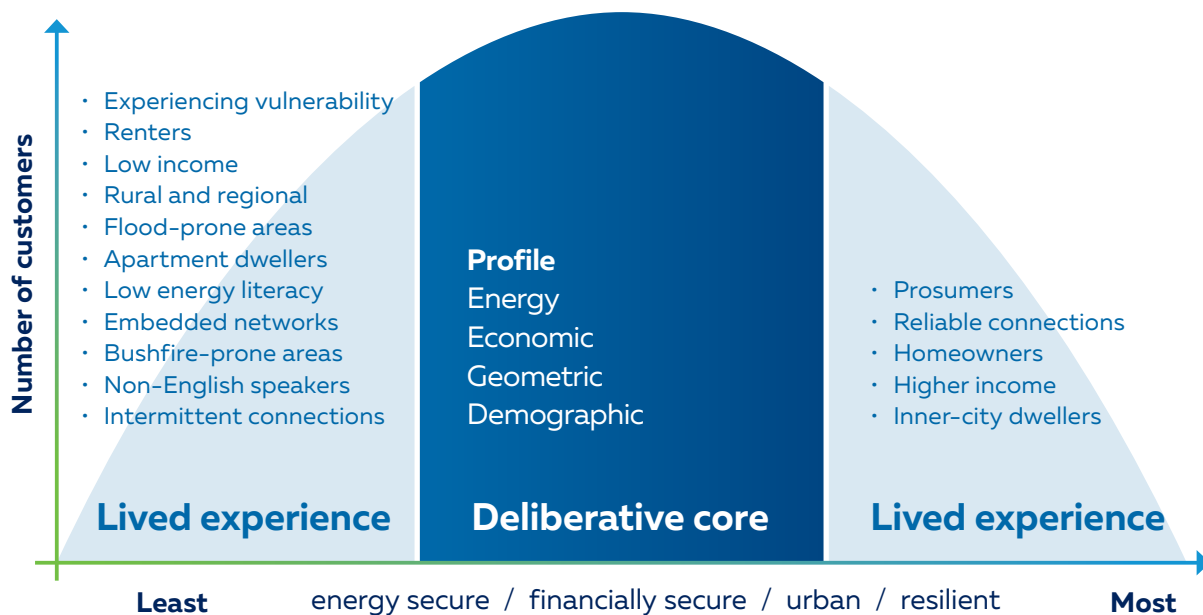 Number of customers
· Experiencing vulnerability
· Renters
· Low income
· Rural and regional
· Flood-prone areas
· Apartment dwellers
· Low energy literacy
· Embedded networks
· Bushfire-prone areas
· Non-English speakers
· Intermittent connections
Lived experience
Profile
Energy
Economic
Geometric
Demographic
Deliberative core
· Prosumers
· Reliable connections
· Homeowners
· Higher income
· Inner-city dwellers
Lived experience
Least energy secure / financially secure / urban / resilient Most